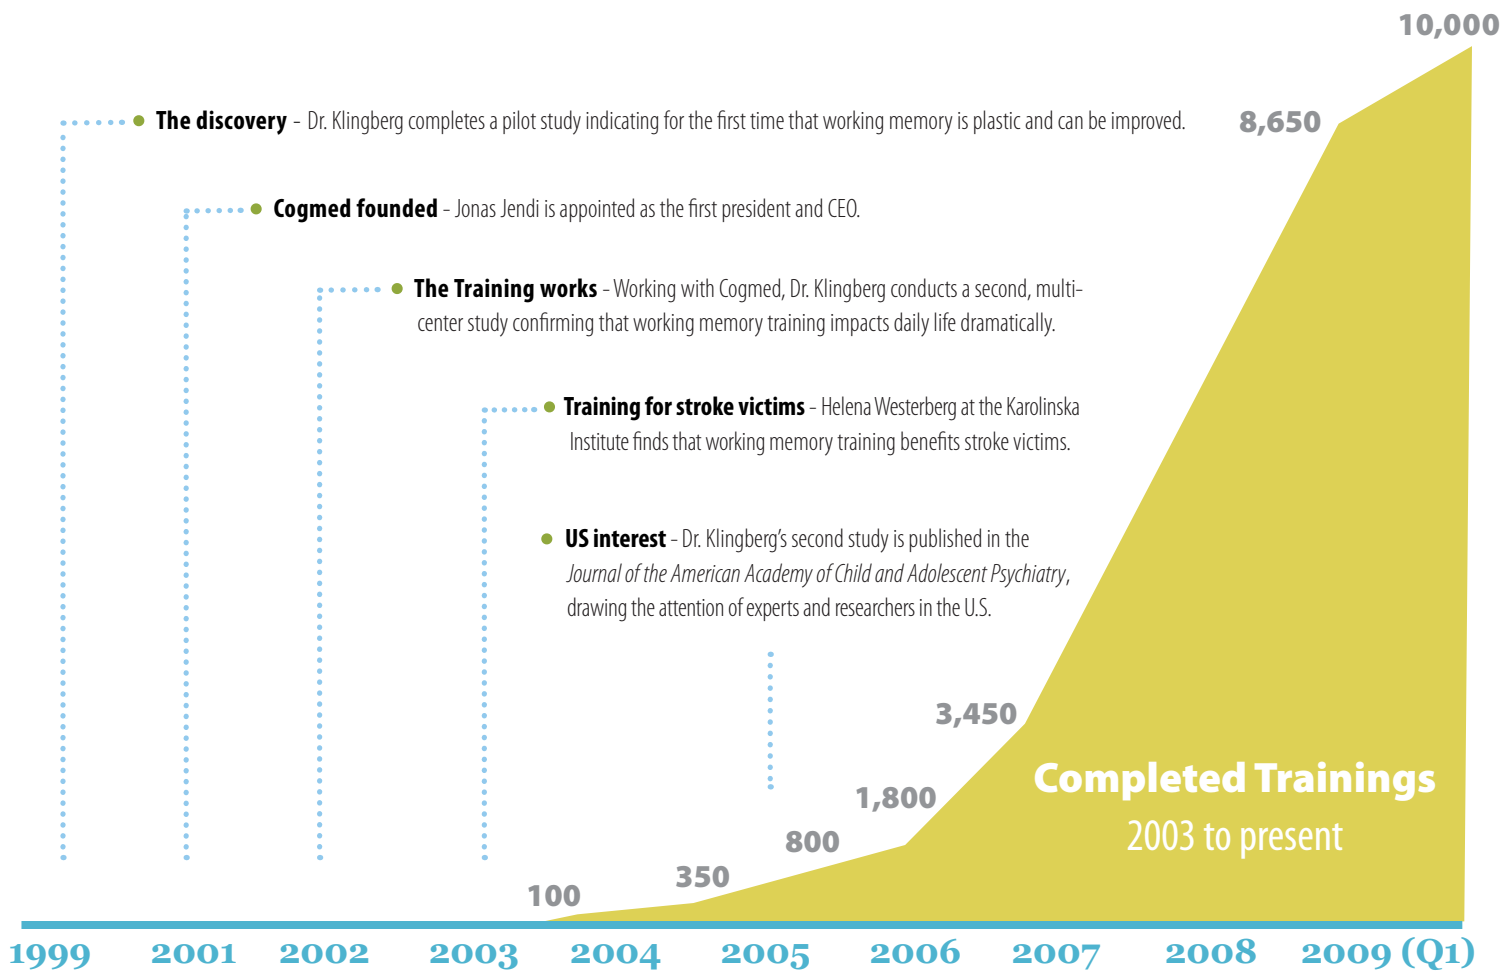 10,000
The discovery - Dr. Klingberg completes a pilot study indicating for the first time that working memory is plastic and can be improved.
8,650
Cogmed founded - Jonas Jendi is appointed as the first president and CEO.
The Training works - Working with Cogmed, Dr. Klingberg conducts a second, multi-
center study confirming that working memory training impacts daily life dramatically.
Training for stroke victims - Helena Westerberg at the Karolinska
Institute finds that working memory training benefits stroke victims.
US interest - Dr. Klingberg's second study is published in the
Journal of the American Academy of Child and Adolescent Psychiatry,
drawing the attention of experts and researchers in the U.S.
3,450
1,800
800
350
100
Completed Trainings
2003 to present
1999 2001 2002 2003 2004 2005 2006 2007 2008 2009 (Q1)